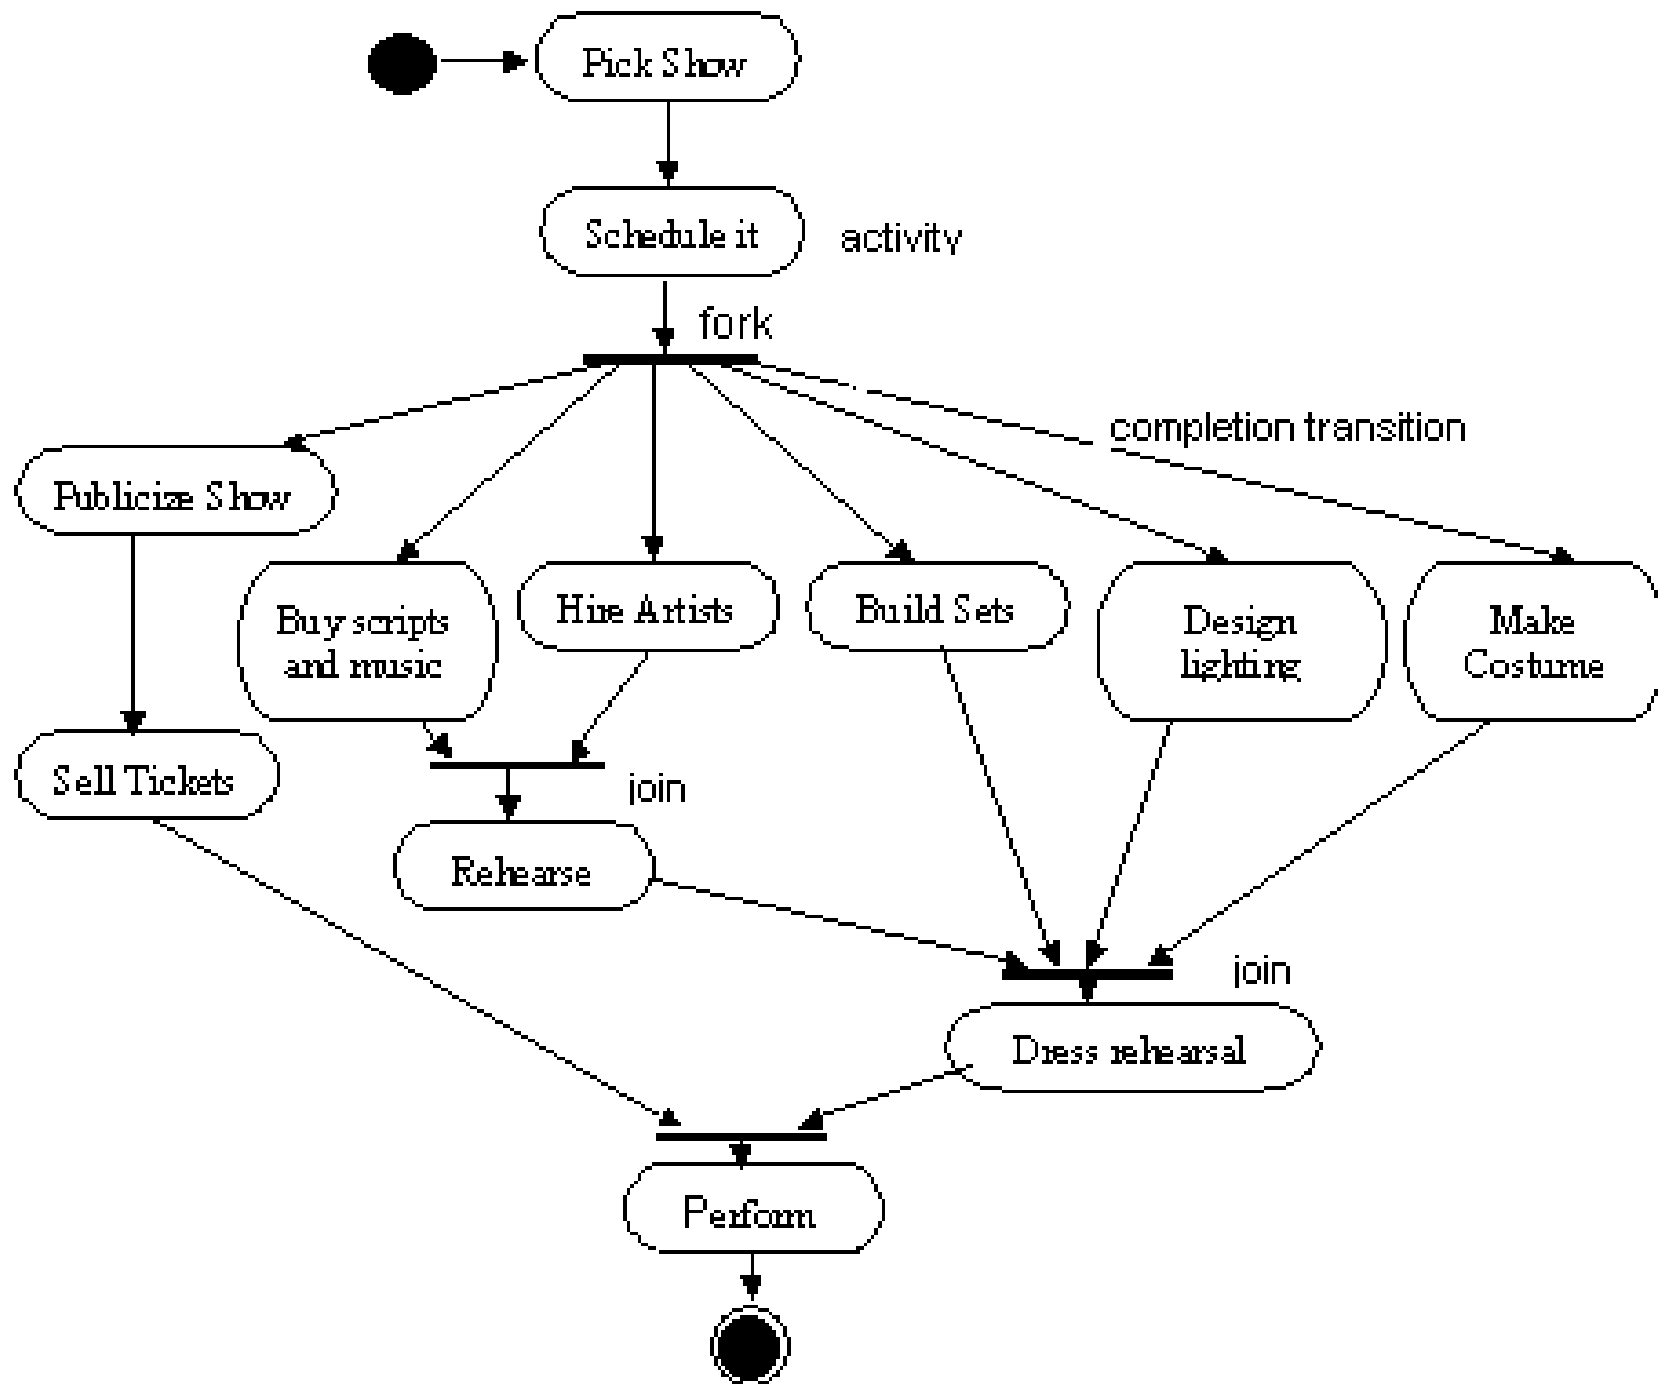 Pick Show
Schedule it
activity
fork
completion transition
Publicize Show
Buy scripts
and music
Hire Artists
Build Sets
Design
lighting
Make
Costume
Sell Tickets
join
Rehearse
join
Dress rehearsal
Perform